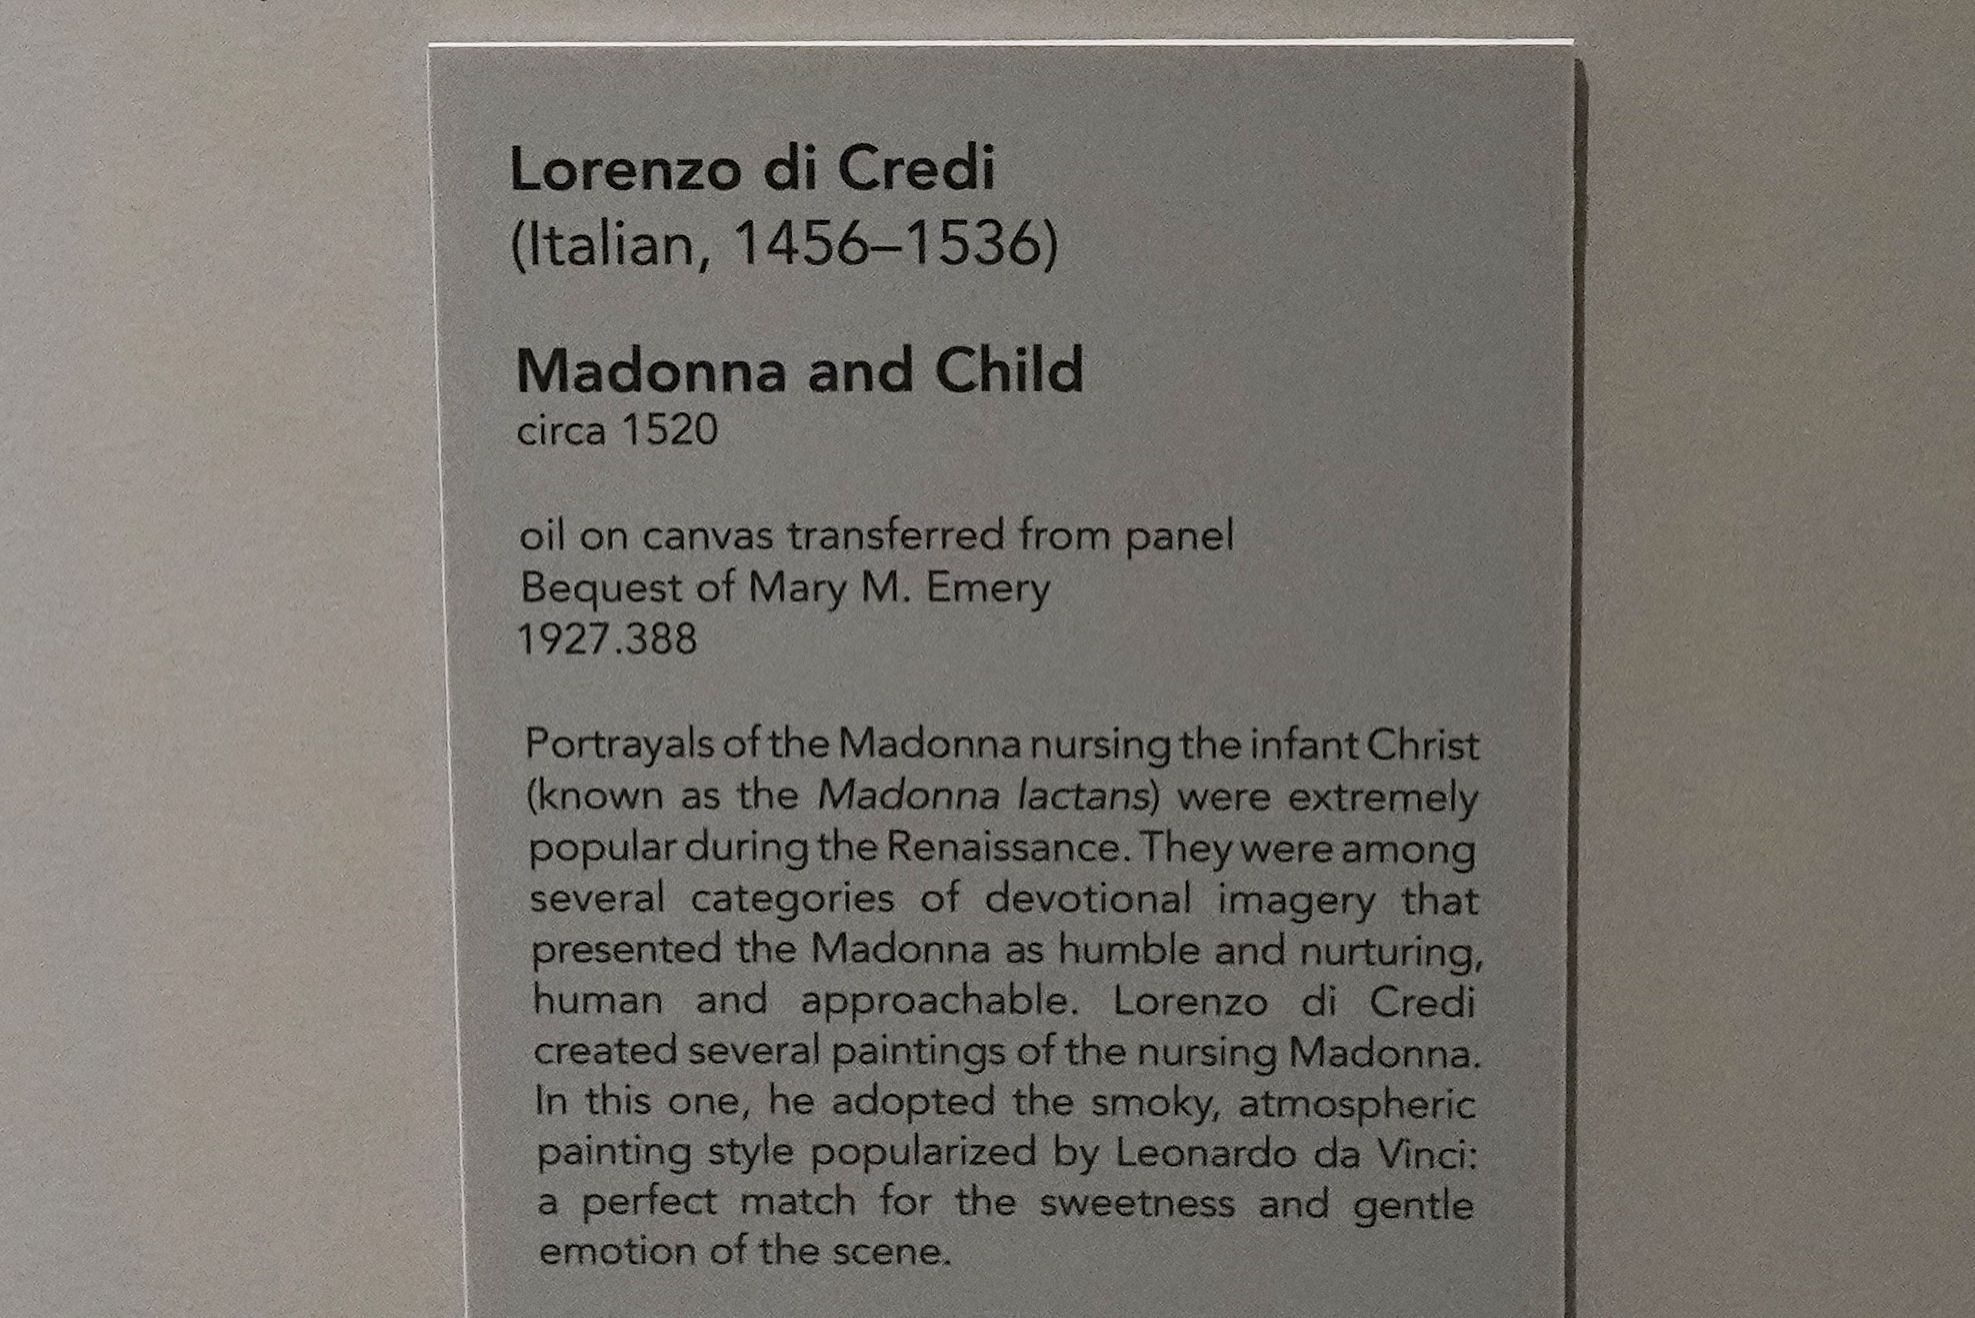 Lorenzo di Credi
(Italian, 1456–1536)
Madonna and Child
circa 1520
oil on canvas transferred from panel
Bequest of Mary M. Emery
1927.388
Portrayals of the Madonna nursing the infant Christ
(known as the Madonna lactans) were extremely
popular during the Renaissance. They were among
several categories of devotional imagery that
presented the Madonna as humble and nurturing,
human and approachable. Lorenzo di Credi
created several paintings of the nursing Madonna.
In this one, he adopted the smoky, atmospheric
painting style popularized by Leonardo da Vinci:
a perfect match for the sweetness and gentle
emotion of the scene.